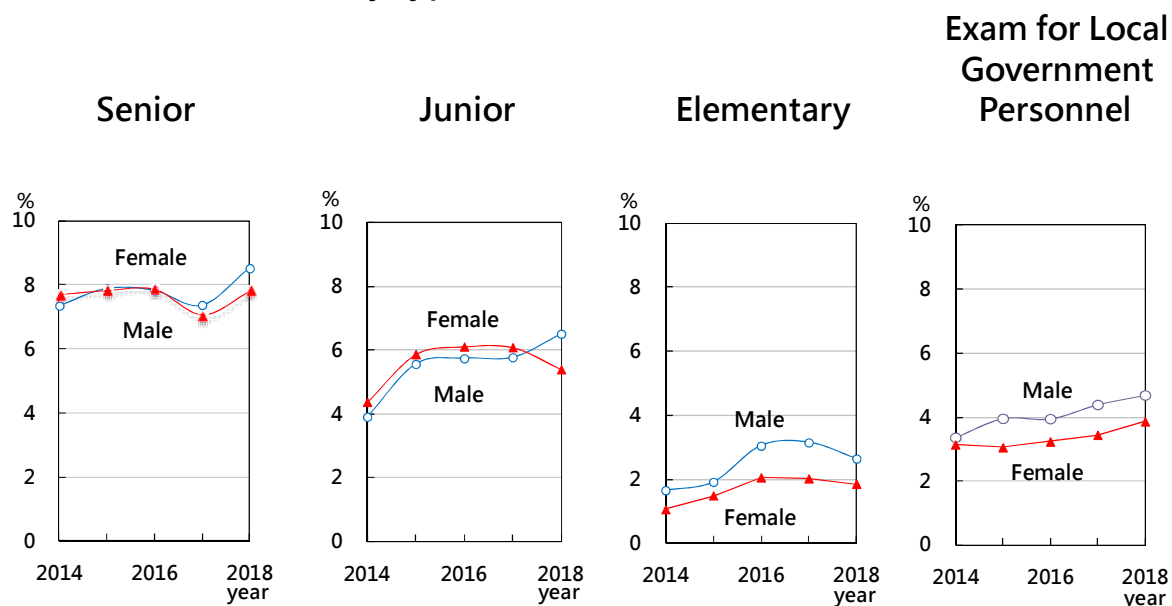 Exam for Local
Government
Personnel
Senior
Junior
Elementary
%
10
8
6
4
2
0
Female
Male
2014
2016
2018
year
%
10
8
6
4
2
0
Female
Male
2014
2016
2018
year
%
10
8
6
4
2
0
Male
Female
2014
2016
2018
year
%
10
8
6
4
2
0
Male
Female
2014
2016
2018
year